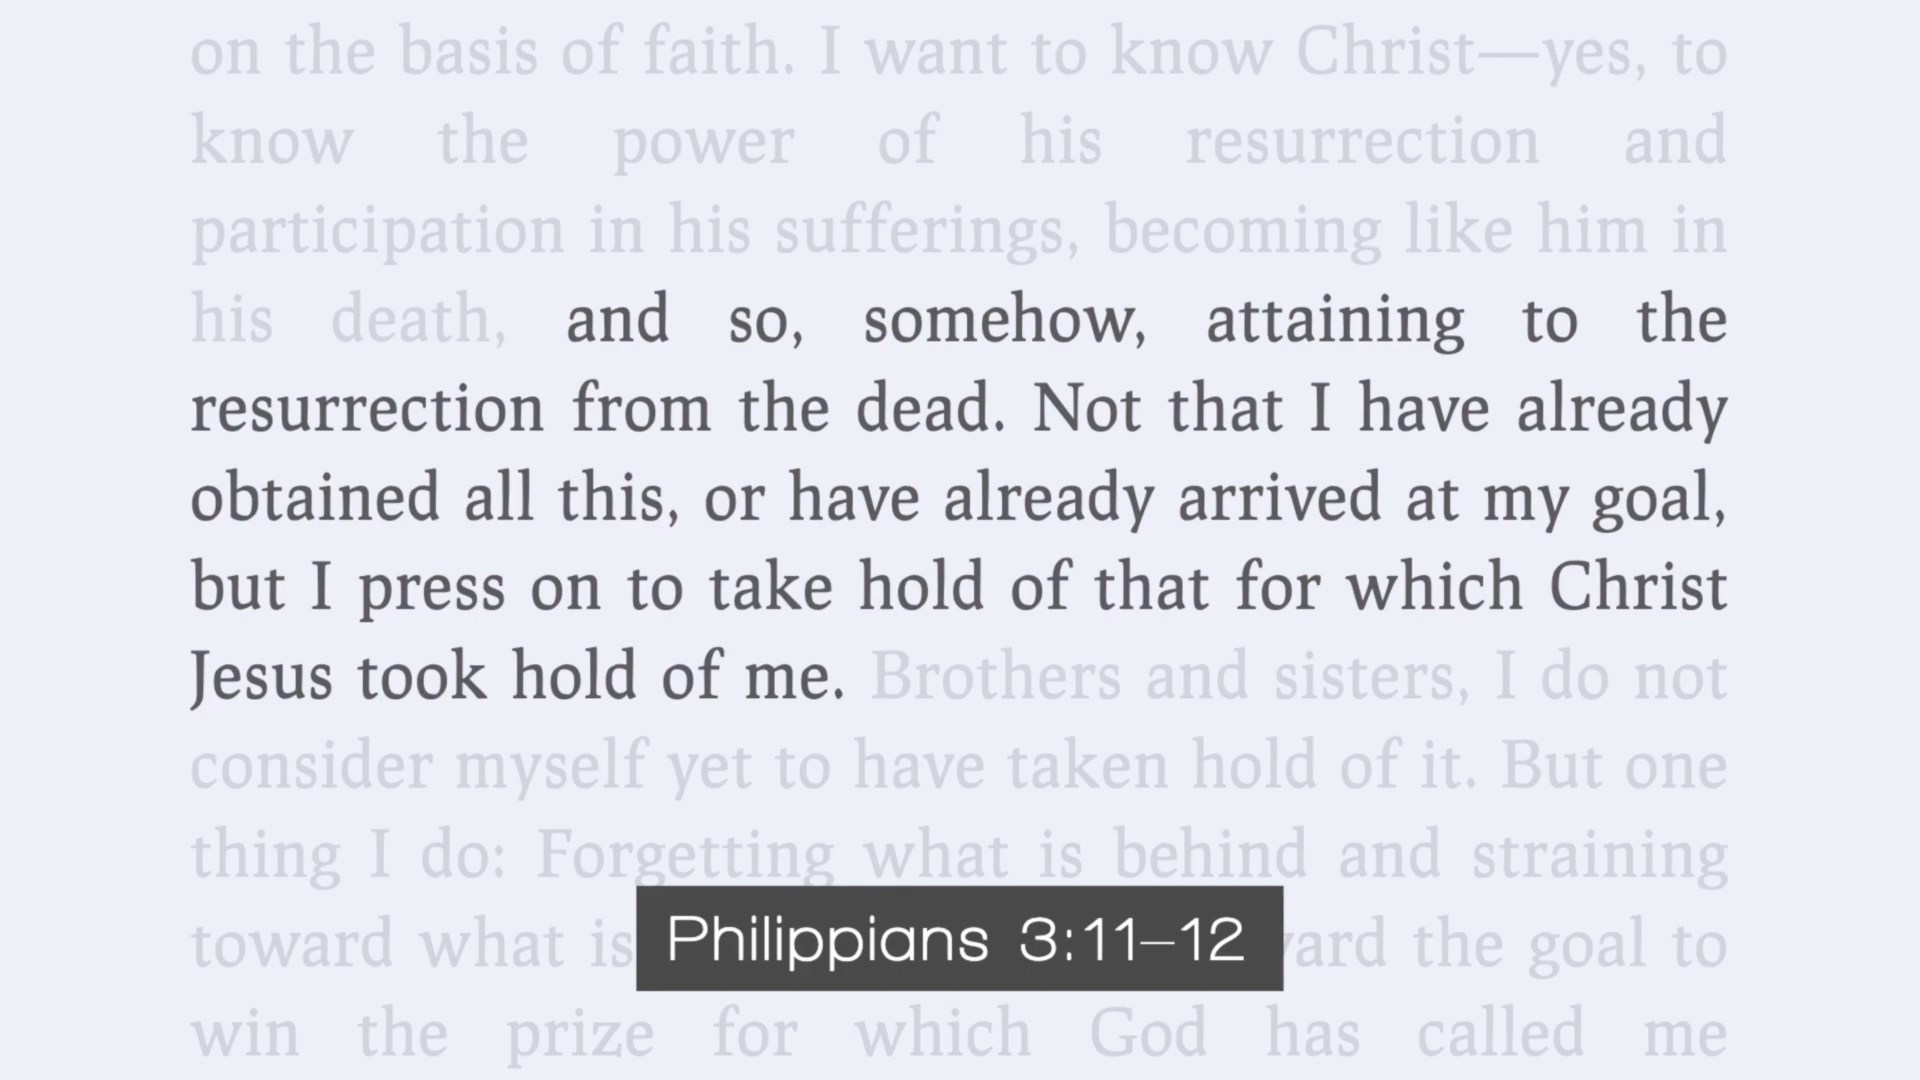 on the basis of faith. I want to know Christ—yes, to
know the power of his resurrection and
participation in his sufferings, becoming like him in
his death, and so, somehow, attaining to the
resurrection from the dead. Not that I have already
obtained all this, or have already arrived at my goal,
but I press on to take hold of that for which Christ
Jesus took hold of me. Brothers and sisters, I do not
consider myself yet to have taken hold of it. But one
thing I do: Forgetting what is behind and straining
toward what is ard the goal to
Philippians 3:11–12
win the prize for which God has called me